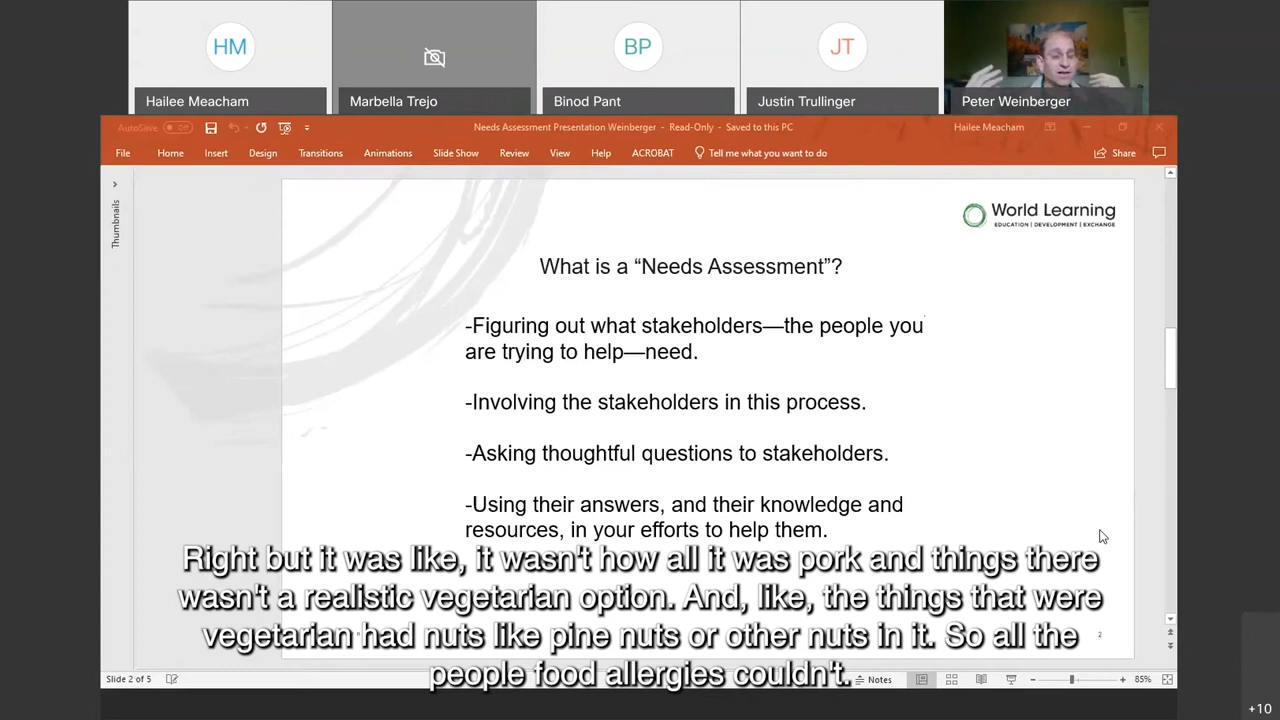 HM
BP
JT
Hailee Meacham
Marbella Trejo
Binod Pant
Justin Trullinger
Peter Weinberger
AutoSave Off
Needs Assessment Presentation Weinberger - Read-Only - Saved to this PC
Hailee Meacham
File Home Insert Design Transitions Animations Slide Show Review View Help ACROBAT Tell me what you want to do Share
Thumbnails
World Learning
EDUCATION | DEVELOPMENT | EXCHANGE
What is a “Needs Assessment”?
-Figuring out what stakeholders—the people you
are trying to help—need.
-Involving the stakeholders in this process.
-Asking thoughtful questions to stakeholders.
-Using their answers, and their knowledge and
resources, in your efforts to help them.
Right but it was like, it wasn't how all it was pork and things there
wasn't a realistic vegetarian option. And, like, the things that were
vegetarian had nuts like pine nuts or other nuts in it. So all the
people food allergies couldn't.
2
Slide 2 of 5
Notes
85%
+10